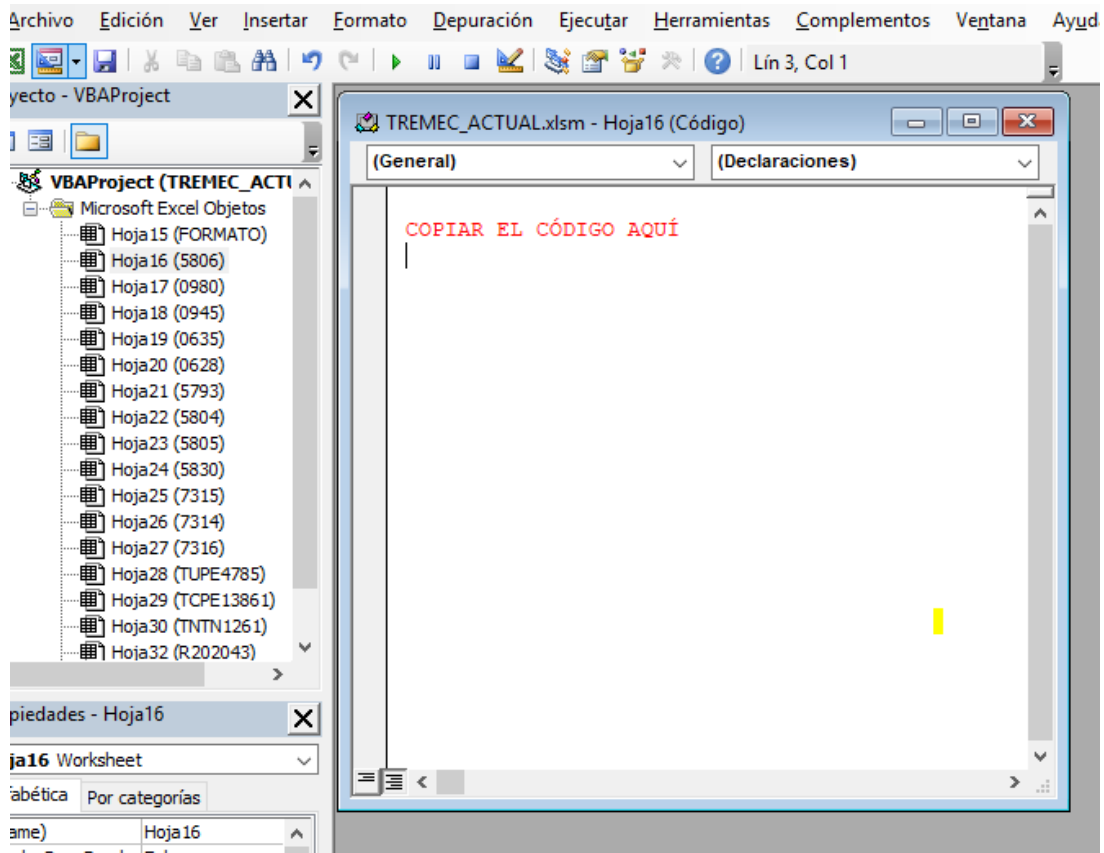 Archivo Edición Ver Insertar Formato Depuración Ejecutar Herramientas Complementos Ventana Ayud
Lín 3, Col 1
yecto - VBAProject
VBAProject (TREMEC_ACTU
Microsoft Excel Objetos
Hoja15 (FORMATO)
Hoja16 (5806)
Hoja17 (0980)
Hoja18 (0945)
Hoja19 (0635)
Hoja20 (0628)
Hoja21 (5793)
Hoja22 (5804)
Hoja23 (5805)
Hoja24 (5830)
Hoja25 (7315)
Hoja26 (7314)
Hoja27 (7316)
Hoja28 (TUPE4785)
Hoja29 (TCPE13861)
Hoja30 (TNTN1261)
Hoja32 (R202043)
piedades - Hoja16
ja16 Worksheet
fabética Por categorías
ame) Hoja16
TREMEC_ACTUAL.xlsm - Hoja16 (Código)
(General) (Declaraciones)
COPIAR EL CÓDIGO AQUÍ